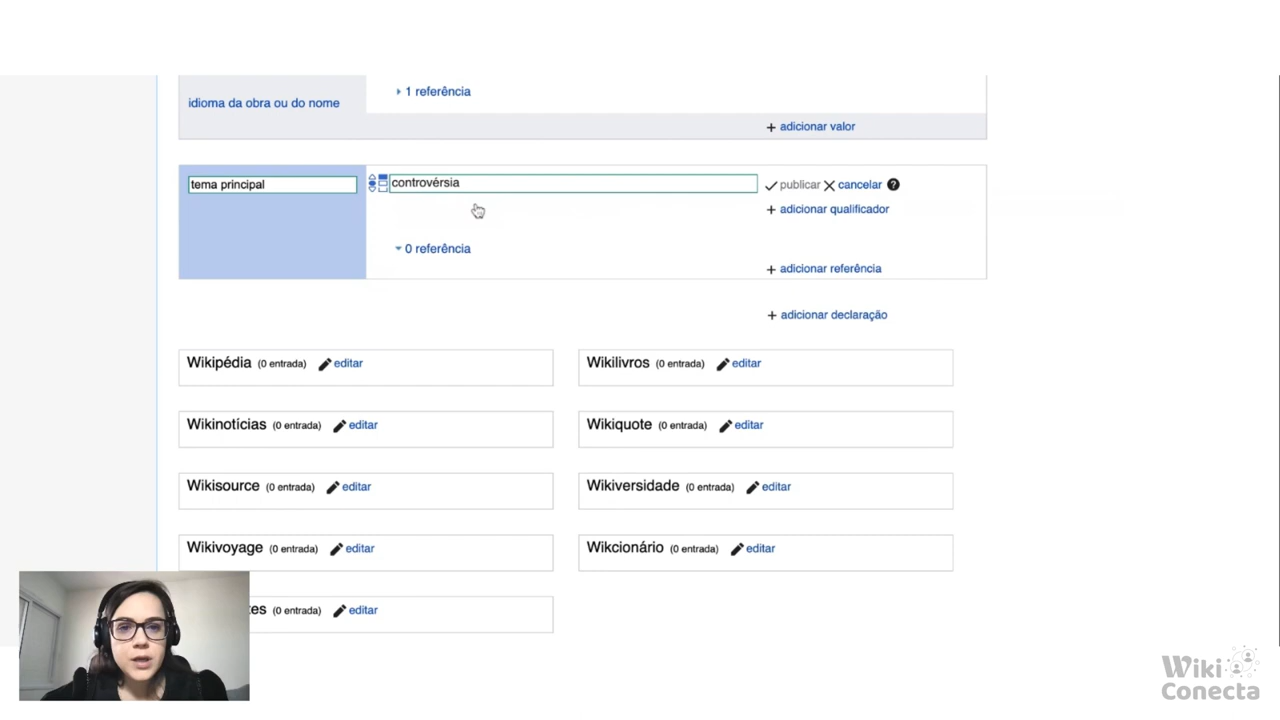 1 referência
idioma da obra ou do nome
+ adicionar valor
tema principal
controvérsia
publicar cancelar ?
+ adicionar qualificador
0 referência
+ adicionar referência
+ adicionar declaração
Wikipédia (0 entrada) editar
Wikilivros (0 entrada) editar
Wikinotícias (0 entrada) editar
Wikiquote (0 entrada) editar
Wikisource (0 entrada) editar
Wikiversidade (0 entrada) editar
Wikivoyage (0 entrada) editar
Wikcionário (0 entrada) editar
tes (0 entrada) editar
Wiki
Conecta